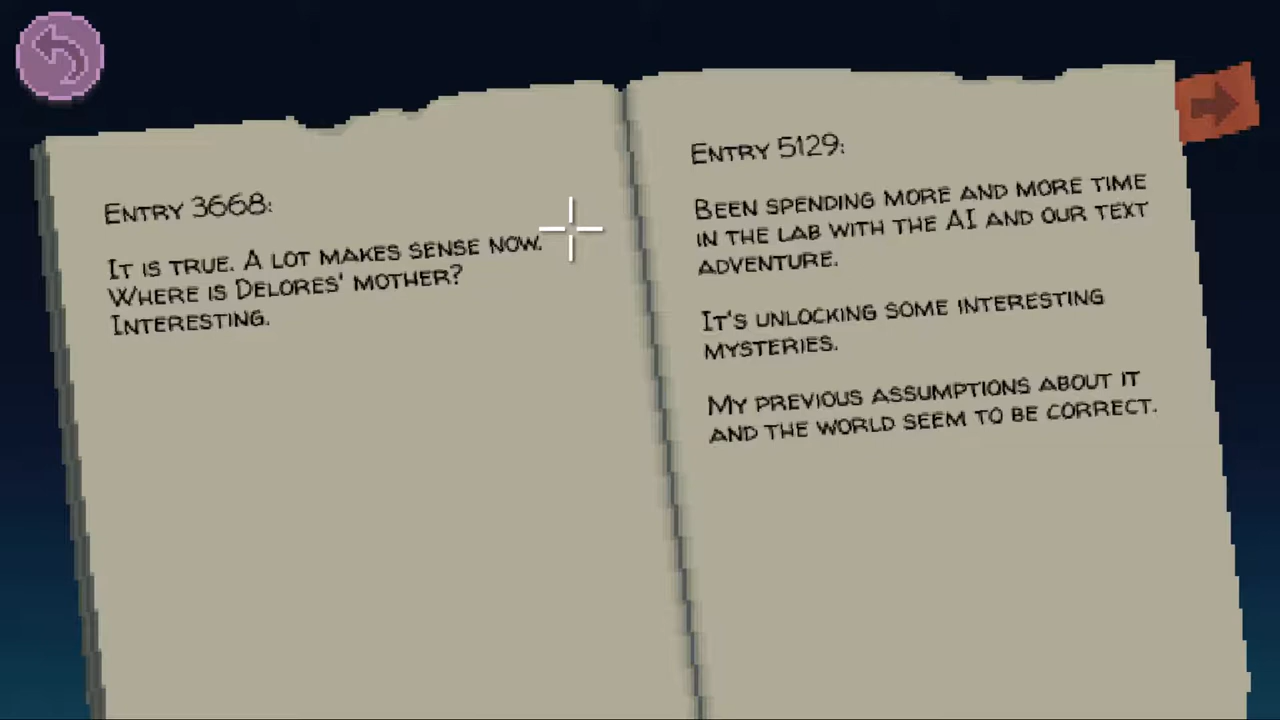 Entry 3668:
It is true. A lot makes sense now.
Where is Delores' mother?
Interesting.
Entry 5129:
Been spending more and more time
in the lab with the AI and our text
adventure.
It's unlocking some interesting
mysteries.
My previous assumptions about it
and the world seem to be correct.